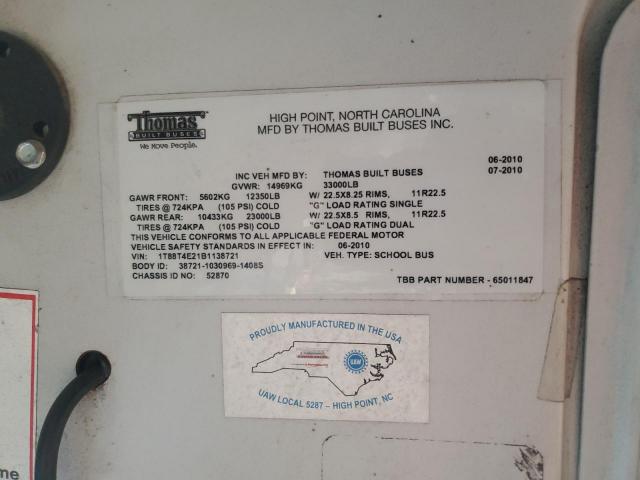 Thomas
BUILT BUSES
We Move People.
HIGH POINT, NORTH CAROLINA
MFD BY THOMAS BUILT BUSES INC.
06-2010
INC VEH MFD BY: THOMAS BUILT BUSES 07-2010
GVWR: 14969KG 33000LB
GAWR FRONT: 5602KG 12350LB W/ 22.5X8.25 RIMS, 11R22.5
TIRES @ 724KPA (105 PSI) COLD "G" LOAD RATING SINGLE
GAWR REAR: 10433KG 23000LB W/ 22.5X8.5 RIMS, 11R22.5
TIRES @ 724KPA (105 PSI) COLD "G" LOAD RATING DUAL
THIS VEHICLE CONFORMS TO ALL APPLICABLE FEDERAL MOTOR
VEHICLE SAFETY STANDARDS IN EFFECT IN: 06-2010
VIN: 1T88T4E21B1138721 VEH. TYPE: SCHOOL BUS
BODY ID: 38721-1030969-1408S
CHASSIS ID NO: 52870 TBB PART NUMBER - 65011847
PROUDLY MANUFACTURED IN THE USA
UAW
UAW LOCAL 5287 – HIGH POINT, NC
me